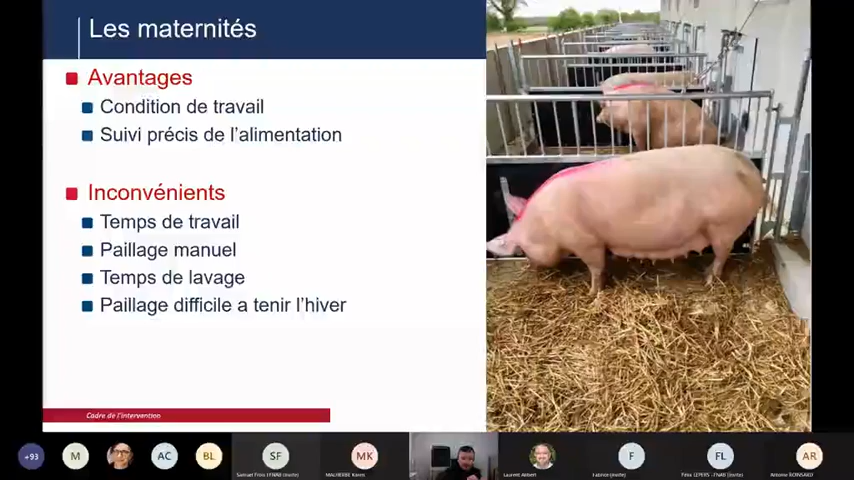 Les maternités
Avantages
Condition de travail
Suivi précis de l'alimentation
Inconvénients
Temps de travail
Paillage manuel
Temps de lavage
Paillage difficile a tenir l'hiver
Cadre de l'intervention
+93
M
AC
BL
SF
MK
F
FL
AR